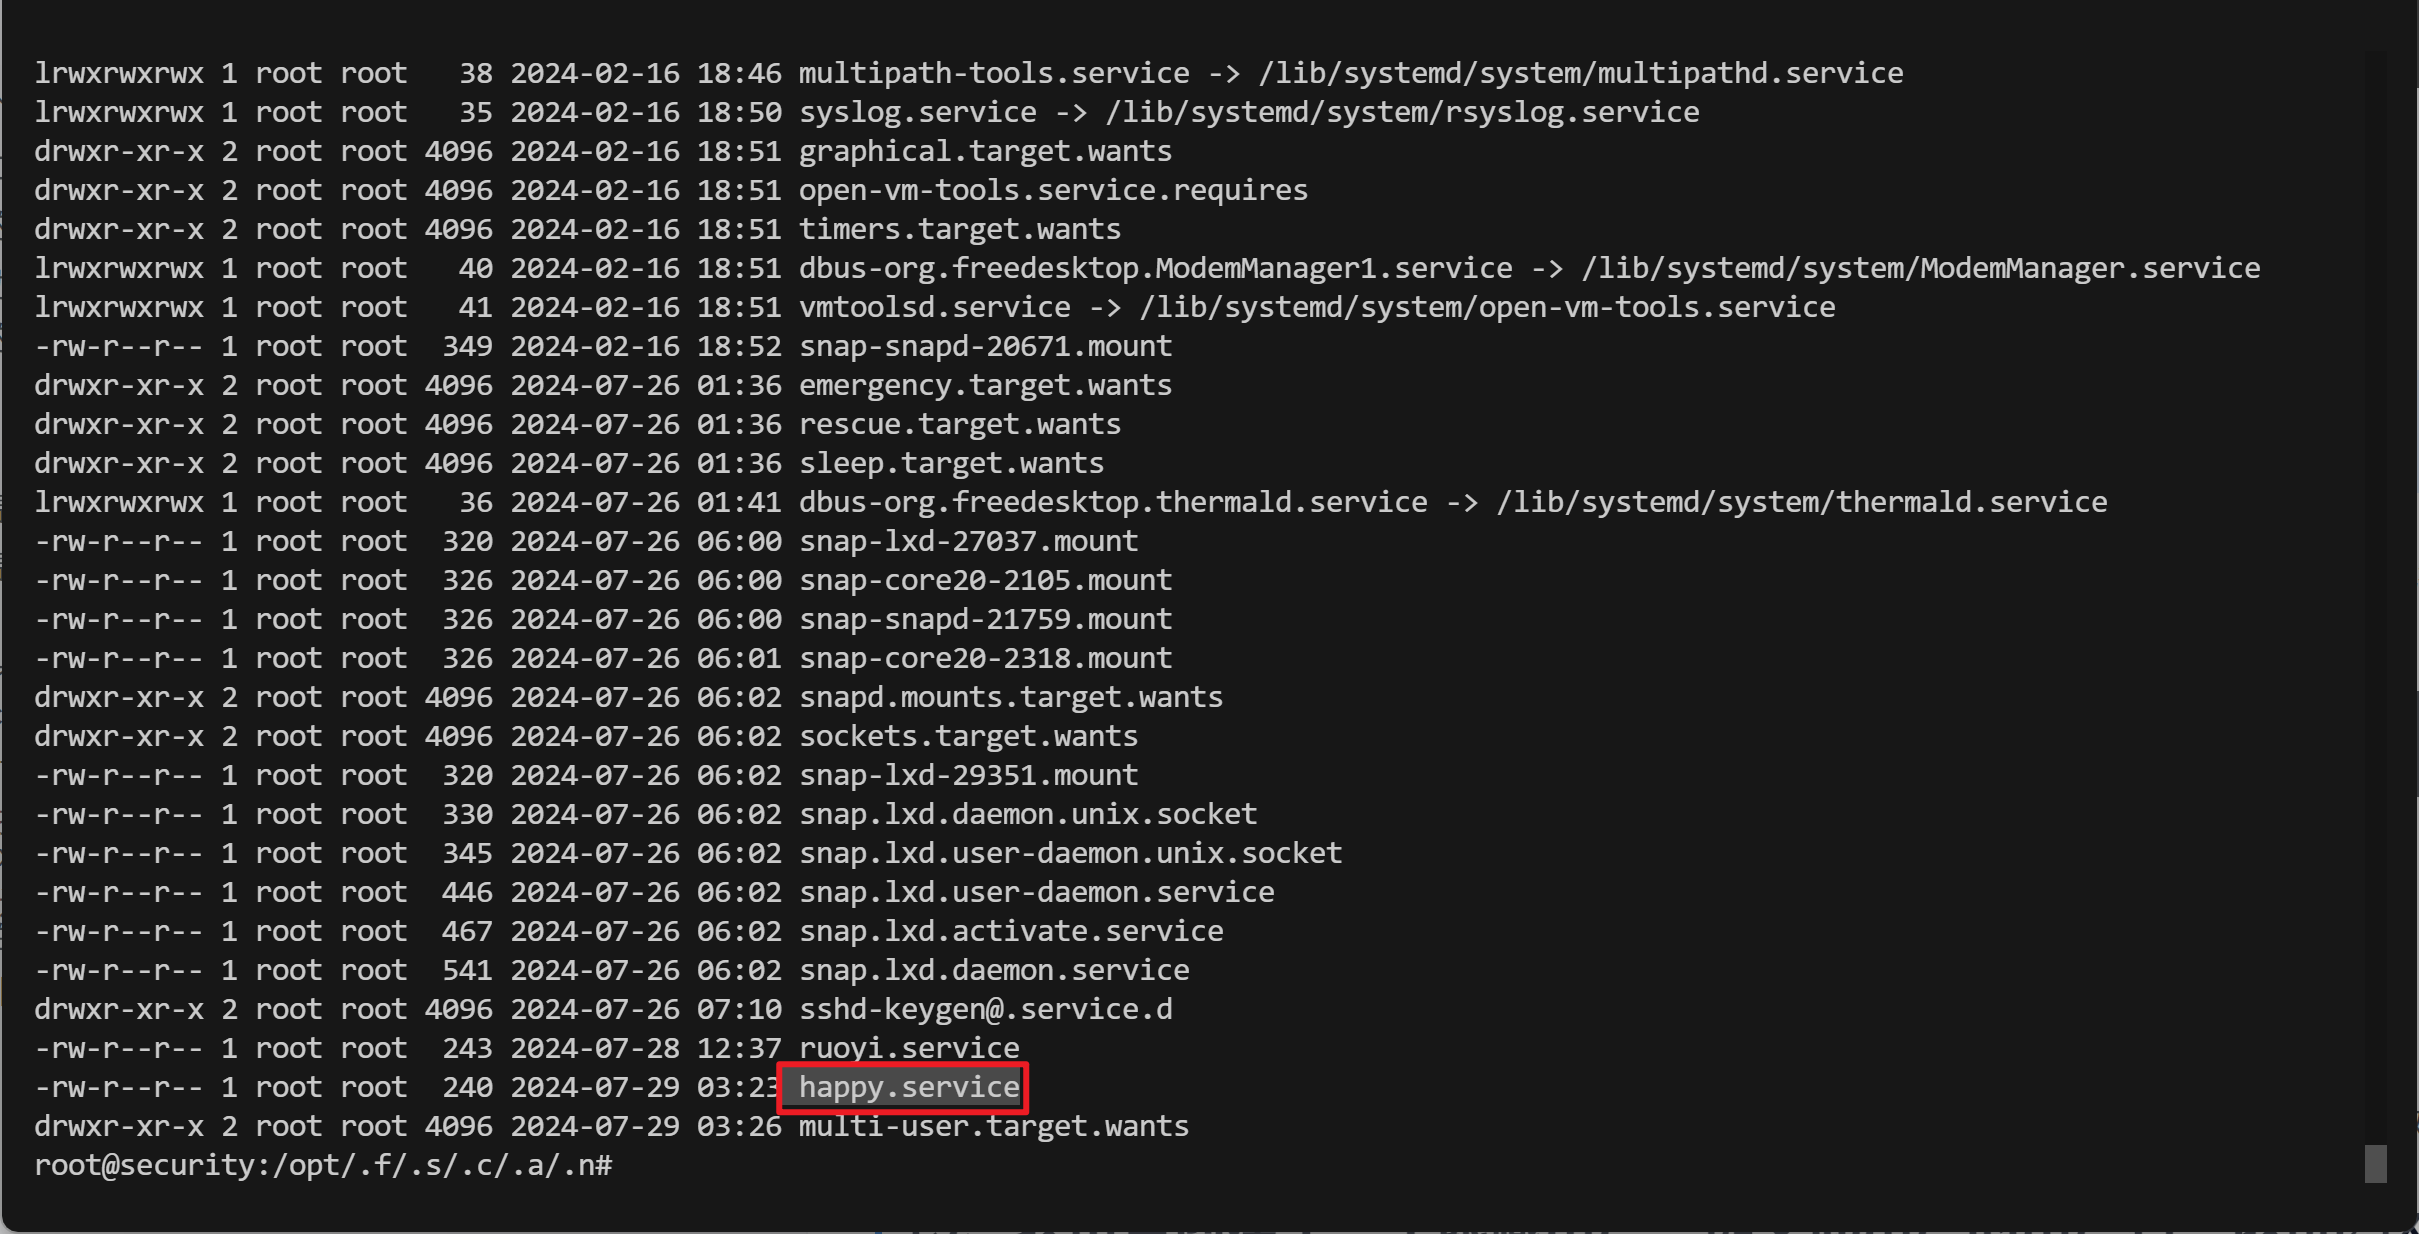 lrwxrwxrwx 1 root root   38 2024-02-16 18:46 multipath-tools.service -> /lib/systemd/system/multipathd.service
lrwxrwxrwx 1 root root   35 2024-02-16 18:50 syslog.service -> /lib/systemd/system/rsyslog.service
drwxr-xr-x 2 root root 4096 2024-02-16 18:51 graphical.target.wants
drwxr-xr-x 2 root root 4096 2024-02-16 18:51 open-vm-tools.service.requires
drwxr-xr-x 2 root root 4096 2024-02-16 18:51 timers.target.wants
lrwxrwxrwx 1 root root   40 2024-02-16 18:51 dbus-org.freedesktop.ModemManager1.service -> /lib/systemd/system/ModemManager.service
lrwxrwxrwx 1 root root   41 2024-02-16 18:51 vmtoolsd.service -> /lib/systemd/system/open-vm-tools.service
-rw-r--r-- 1 root root  349 2024-02-16 18:52 snap-snapd-20671.mount
drwxr-xr-x 2 root root 4096 2024-07-26 01:36 emergency.target.wants
drwxr-xr-x 2 root root 4096 2024-07-26 01:36 rescue.target.wants
drwxr-xr-x 2 root root 4096 2024-07-26 01:36 sleep.target.wants
lrwxrwxrwx 1 root root   36 2024-07-26 01:41 dbus-org.freedesktop.thermald.service -> /lib/systemd/system/thermald.service
-rw-r--r-- 1 root root  320 2024-07-26 06:00 snap-lxd-27037.mount
-rw-r--r-- 1 root root  326 2024-07-26 06:00 snap-core20-2105.mount
-rw-r--r-- 1 root root  326 2024-07-26 06:00 snap-snapd-21759.mount
-rw-r--r-- 1 root root  326 2024-07-26 06:01 snap-core20-2318.mount
drwxr-xr-x 2 root root 4096 2024-07-26 06:02 snapd.mounts.target.wants
drwxr-xr-x 2 root root 4096 2024-07-26 06:02 sockets.target.wants
-rw-r--r-- 1 root root  320 2024-07-26 06:02 snap-lxd-29351.mount
-rw-r--r-- 1 root root  330 2024-07-26 06:02 snap.lxd.daemon.unix.socket
-rw-r--r-- 1 root root  345 2024-07-26 06:02 snap.lxd.user-daemon.unix.socket
-rw-r--r-- 1 root root  446 2024-07-26 06:02 snap.lxd.user-daemon.service
-rw-r--r-- 1 root root  467 2024-07-26 06:02 snap.lxd.activate.service
-rw-r--r-- 1 root root  541 2024-07-26 06:02 snap.lxd.daemon.service
drwxr-xr-x 2 root root 4096 2024-07-26 07:10 sshd-keygen@.service.d
-rw-r--r-- 1 root root  243 2024-07-28 12:37 ruoyi.service
-rw-r--r-- 1 root root  240 2024-07-29 03:23 happy.service
drwxr-xr-x 2 root root 4096 2024-07-29 03:26 multi-user.target.wants
root@security:/opt/.f/.s/.c/.a/.n#